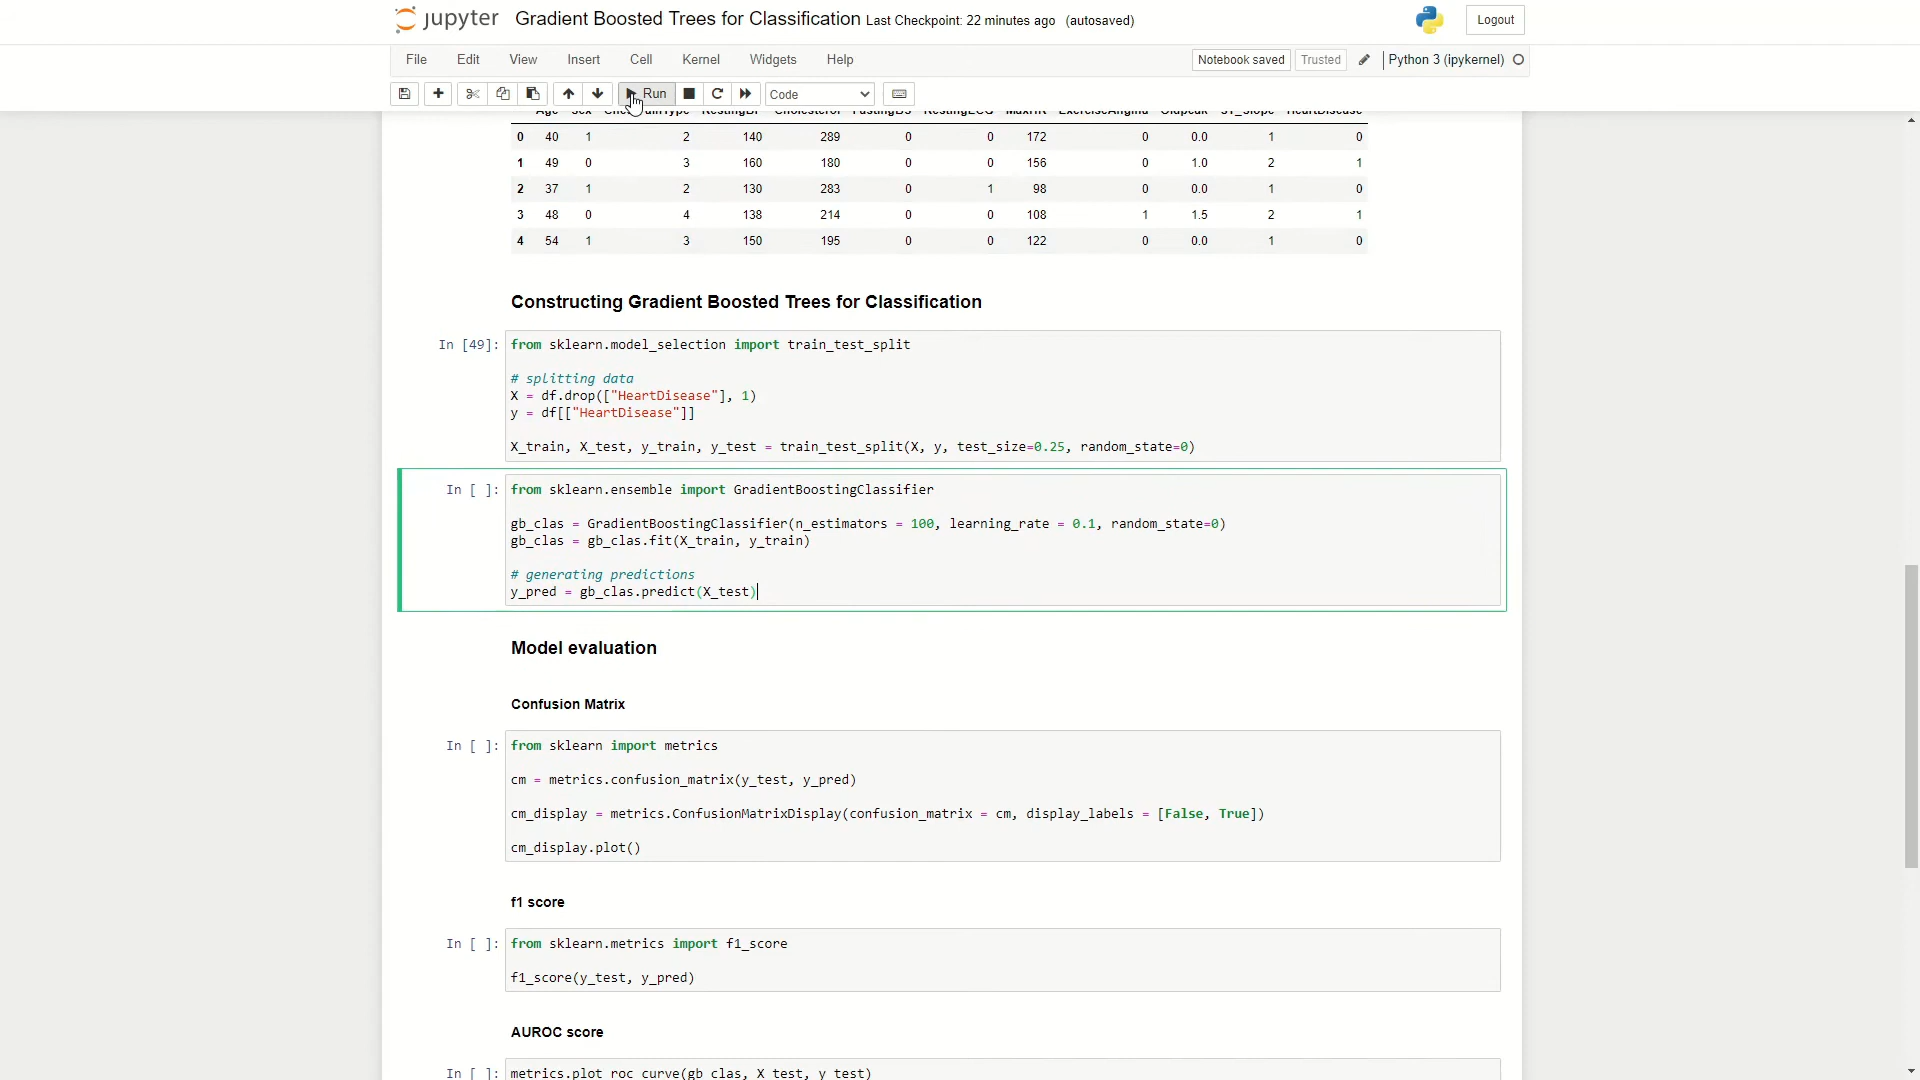 jupyter Gradient Boosted Trees for Classification Last Checkpoint: 22 minutes ago (autosaved) Logout
File Edit View Insert Cell Kernel Widgets Help Notebook saved Trusted Python 3 (ipykernel)
Run Code
0 40 1 2 140 289 0 0 172 0 0.0 1 0
1 49 0 3 160 180 0 0 156 0 1.0 2 1
2 37 1 2 130 283 0 1 98 0 0.0 1 0
3 48 0 4 138 214 0 0 108 1 1.5 2 1
4 54 1 3 150 195 0 0 122 0 0.0 1 0
Constructing Gradient Boosted Trees for Classification
In [49]: from sklearn.model_selection import train_test_split
# splitting data
X = df.drop(["HeartDisease"], 1)
y = df[["HeartDisease"]]
X_train, X_test, y_train, y_test = train_test_split(X, y, test_size=0.25, random_state=0)
In [ ]: from sklearn.ensemble import GradientBoostingClassifier
gb_clas = GradientBoostingClassifier(n_estimators = 100, learning_rate = 0.1, random_state=0)
gb_clas = gb_clas.fit(X_train, y_train)
# generating predictions
y_pred = gb_clas.predict(X_test)
Model evaluation
Confusion Matrix
In [ ]: from sklearn import metrics
cm = metrics.confusion_matrix(y_test, y_pred)
cm_display = metrics.ConfusionMatrixDisplay(confusion_matrix = cm, display_labels = [False, True])
cm_display.plot()
f1 score
In [ ]: from sklearn.metrics import f1_score
f1_score(y_test, y_pred)
AUROC score
In [ ]: metrics.plot_roc_curve(gb_clas, X_test, y_test)